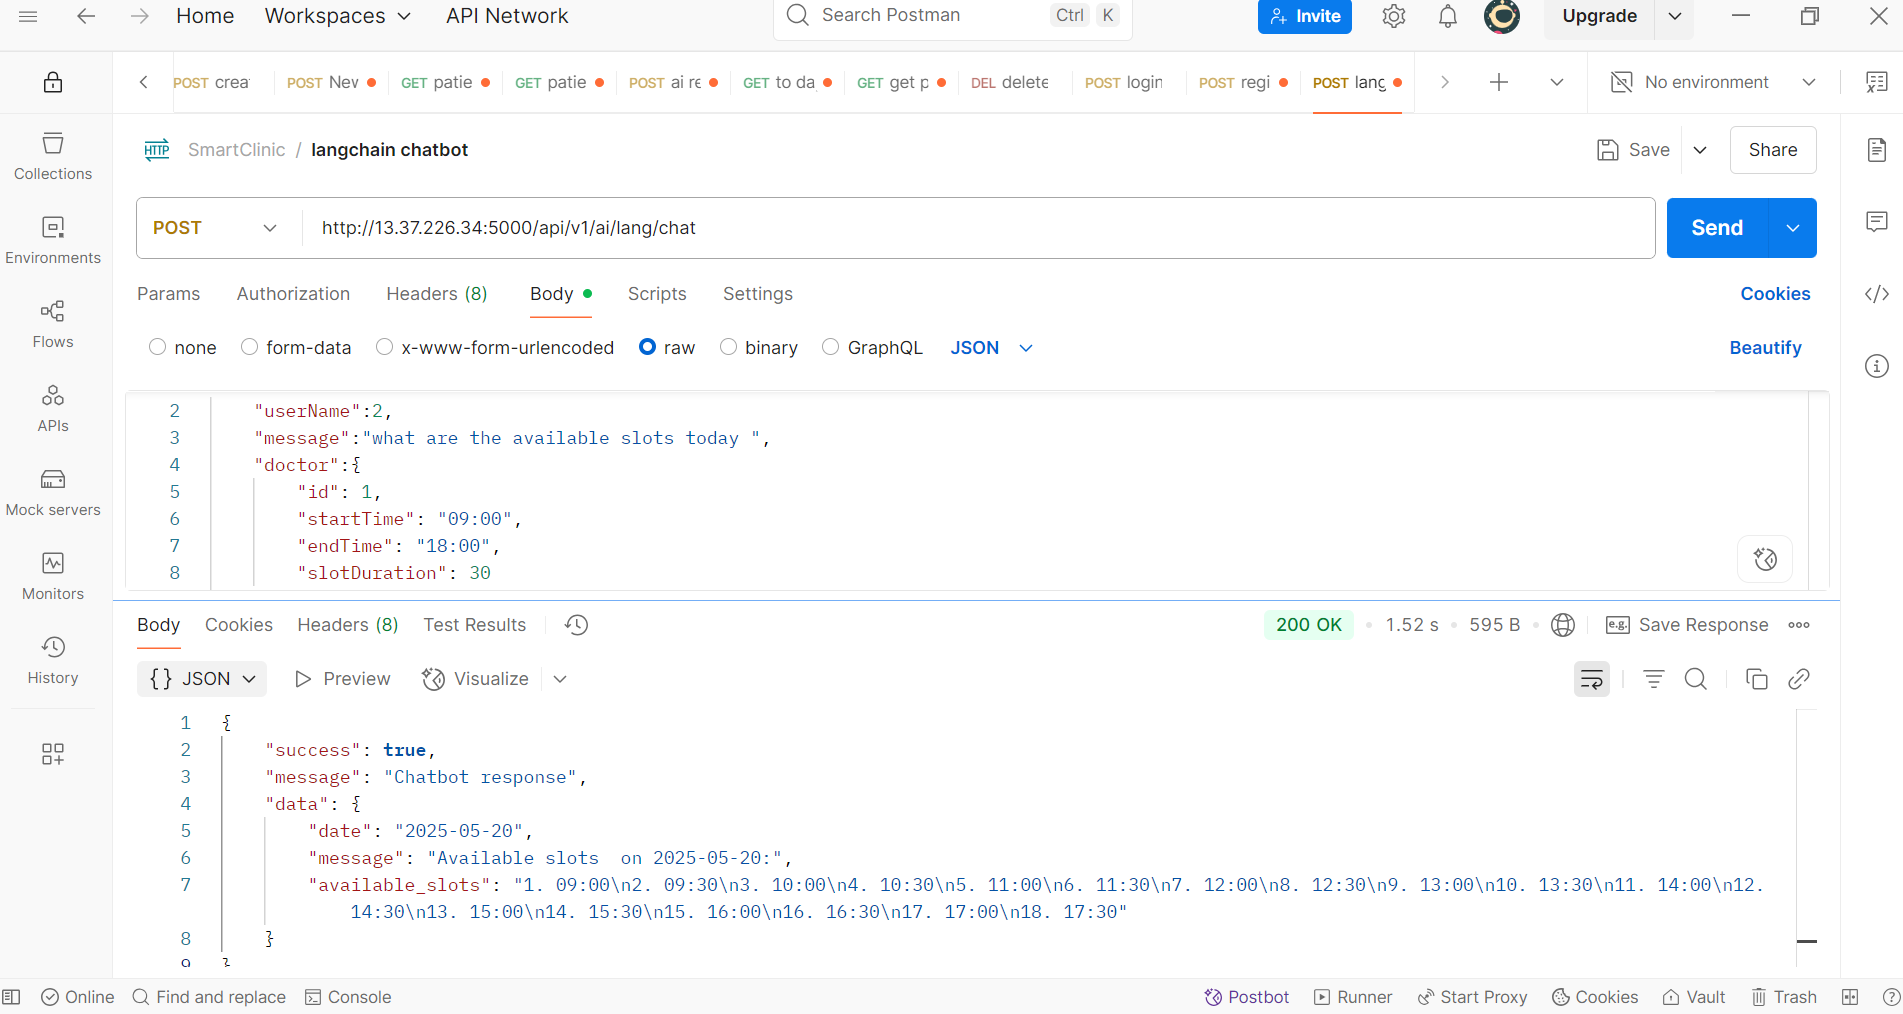 Home Workspaces API Network Search Postman Ctrl K Invite Upgrade
POST crea POST New GET patie GET patie POST ai re GET to da GET get p DEL delete POST login POST regi POST lang No environment
HTTP SmartClinic / langchain chatbot Save Share
Collections
Environments
Flows
APIs
Mock servers
Monitors
History
POST http://13.37.226.34:5000/api/v1/ai/lang/chat Send
Params Authorization Headers (8) Body Scripts Settings Cookies
none form-data x-www-form-urlencoded raw binary GraphQL JSON Beautify
2 "userName":2,
3 "message":"what are the available slots today ",
4 "doctor":{
5 "id": 1,
6 "startTime": "09:00",
7 "endTime": "18:00",
8 "slotDuration": 30
Body Cookies Headers (8) Test Results 200 OK • 1.52 s • 595 B • e.g. Save Response
{} JSON Preview Visualize
1 {
2 "success": true,
3 "message": "Chatbot response",
4 "data": {
5 "date": "2025-05-20",
6 "message": "Available slots  on 2025-05-20:",
7 "available_slots": "1. 09:00\n2. 09:30\n3. 10:00\n4. 10:30\n5. 11:00\n6. 11:30\n7. 12:00\n8. 12:30\n9. 13:00\n10. 13:30\n11. 14:00\n12.
14:30\n13. 15:00\n14. 15:30\n15. 16:00\n16. 16:30\n17. 17:00\n18. 17:30"
8 }
9 }
Online Find and replace Console Postbot Runner Start Proxy Cookies Vault Trash